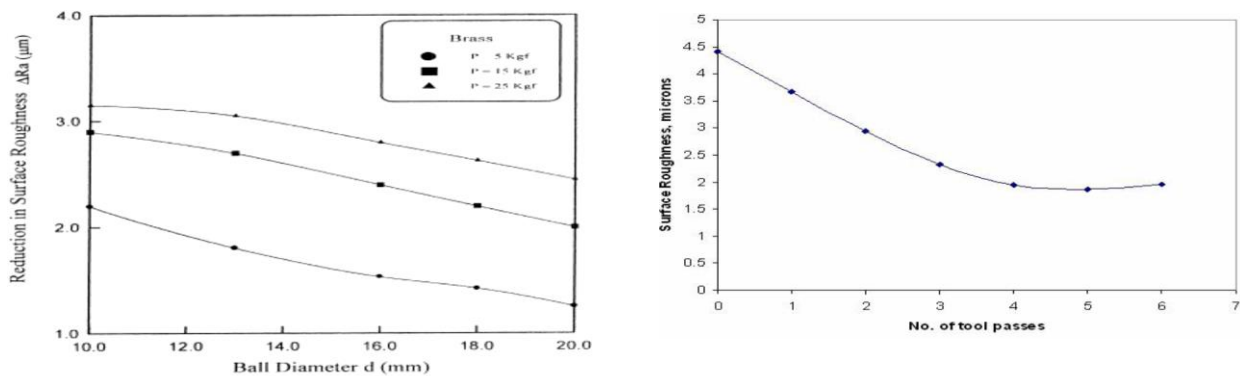 4.0
3.0
2.0
1.0
Reduction in Surface Roughness ΔRa (μm)
Brass
P = 5 Kgf
P = 15 Kgf
P = 25 Kgf
10.0 12.0 14.0 16.0 18.0 20.0
Ball Diameter d (mm)
5
4.5
4
3.5
3
2.5
2
1.5
1
0.5
0
Surface Roughness, microns
0 1 2 3 4 5 6 7
No. of tool passes